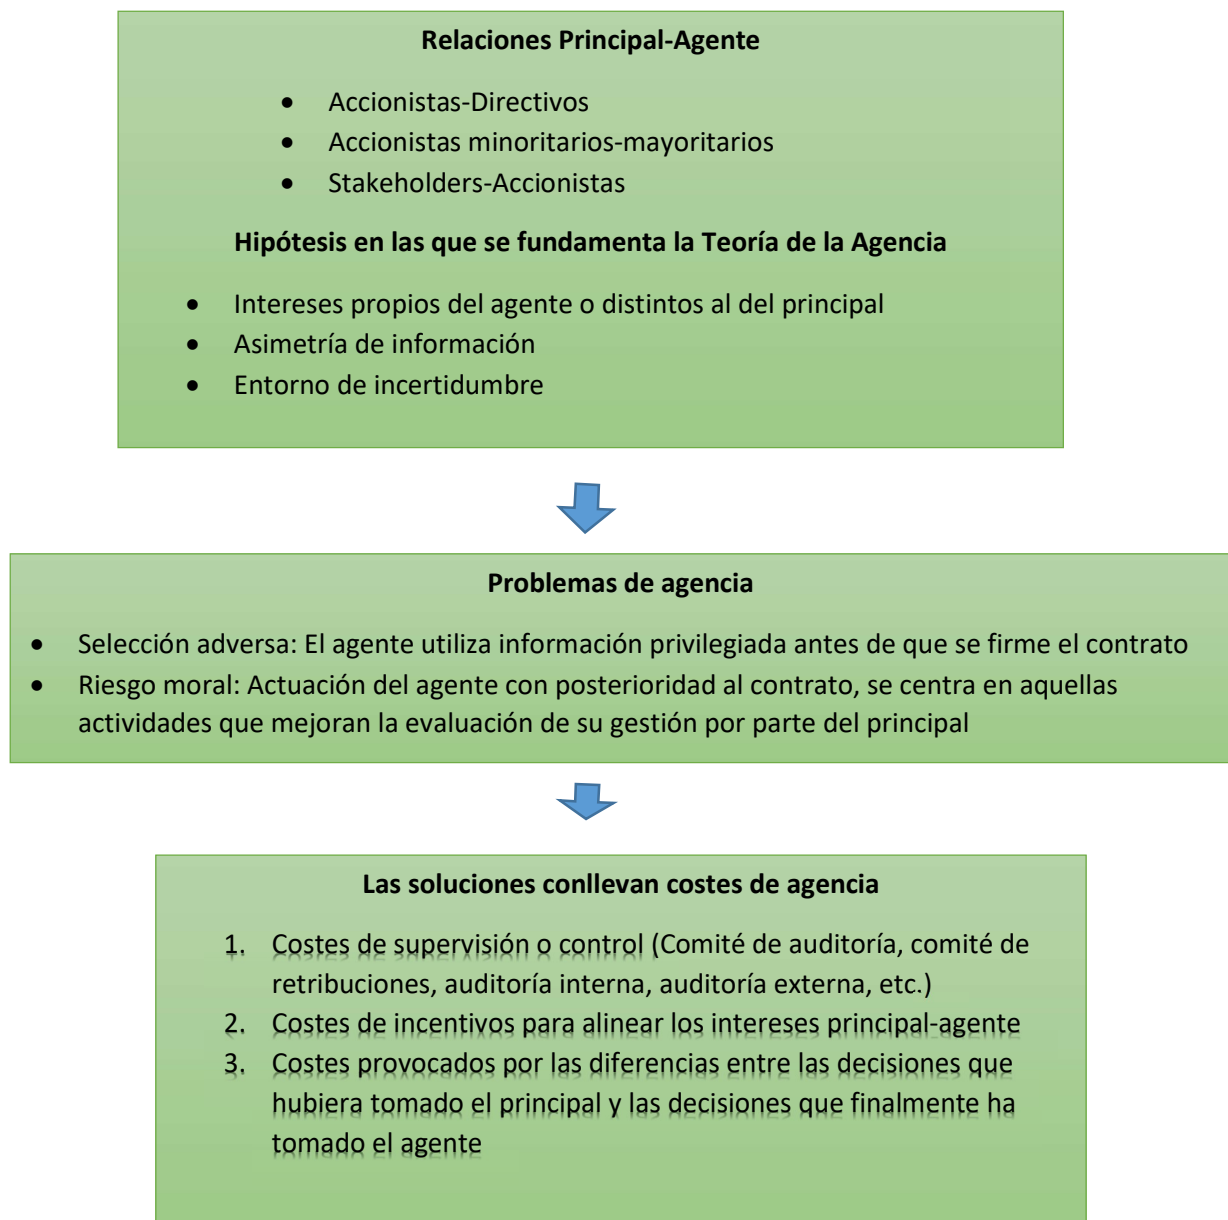 Relaciones Principal-Agente
• Accionistas-Directivos
• Accionistas minoritarios-mayoritarios
• Stakeholders-Accionistas
Hipótesis en las que se fundamenta la Teoría de la Agencia
• Intereses propios del agente o distintos al del principal
• Asimetría de información
• Entorno de incertidumbre
Problemas de agencia
• Selección adversa: El agente utiliza información privilegiada antes de que se firme el contrato
• Riesgo moral: Actuación del agente con posterioridad al contrato, se centra en aquellas
actividades que mejoran la evaluación de su gestión por parte del principal
Las soluciones conllevan costes de agencia
1. Costes de supervisión o control (Comité de auditoría, comité de
retribuciones, auditoría interna, auditoría externa, etc.)
2. Costes de incentivos para alinear los intereses principal-agente
3. Costes provocados por las diferencias entre las decisiones que
hubiera tomado el principal y las decisiones que finalmente ha
tomado el agente